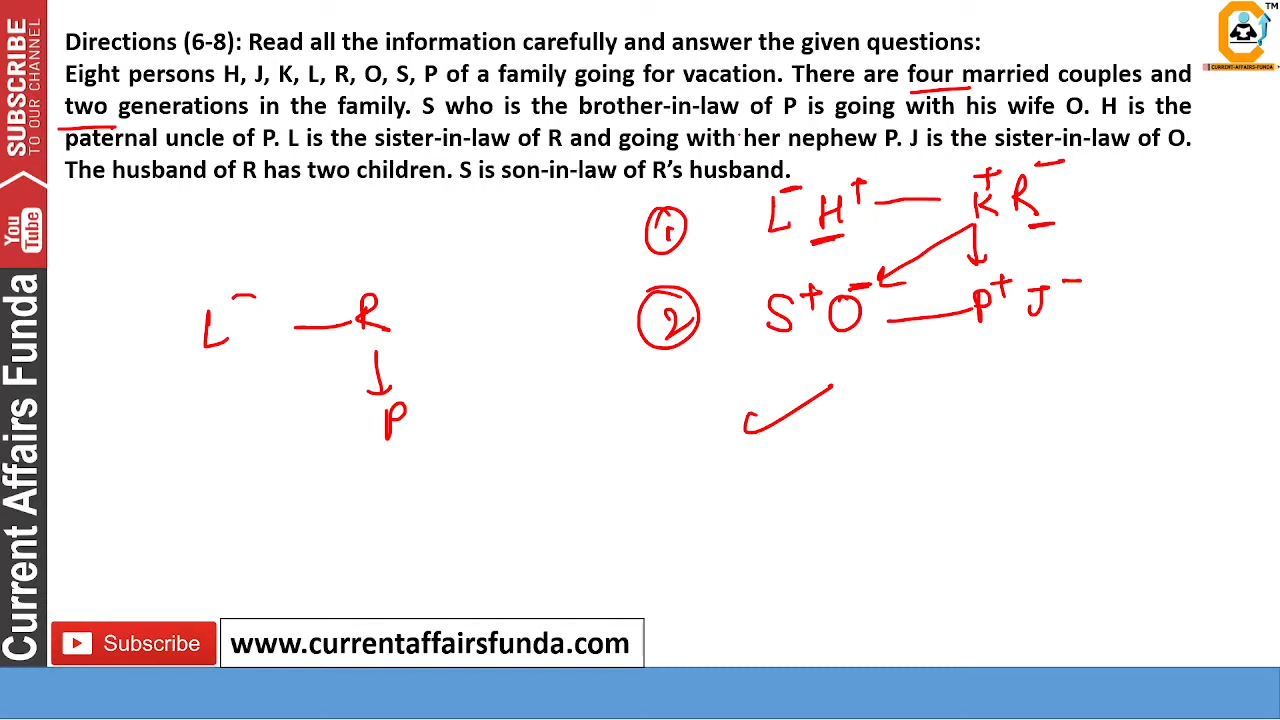 Directions (6-8): Read all the information carefully and answer the given questions:
Eight persons H, J, K, L, R, O, S, P of a family going for vacation. There are four married couples and
two generations in the family. S who is the brother-in-law of P is going with his wife O. H is the
paternal uncle of P. L is the sister-in-law of R and going with her nephew P. J is the sister-in-law of O.
The husband of R has two children. S is son-in-law of R's husband.
TM
CURRENT-AFFAIRS-FUNDA
SUBSCRIBE
TO OUR CHANNEL
You Tube
Current Affairs Funda
1 L- H+ — K+ R-
2 S+ O- — P+ J-
L- — R
P
Subscribe
www.currentaffairsfunda.com